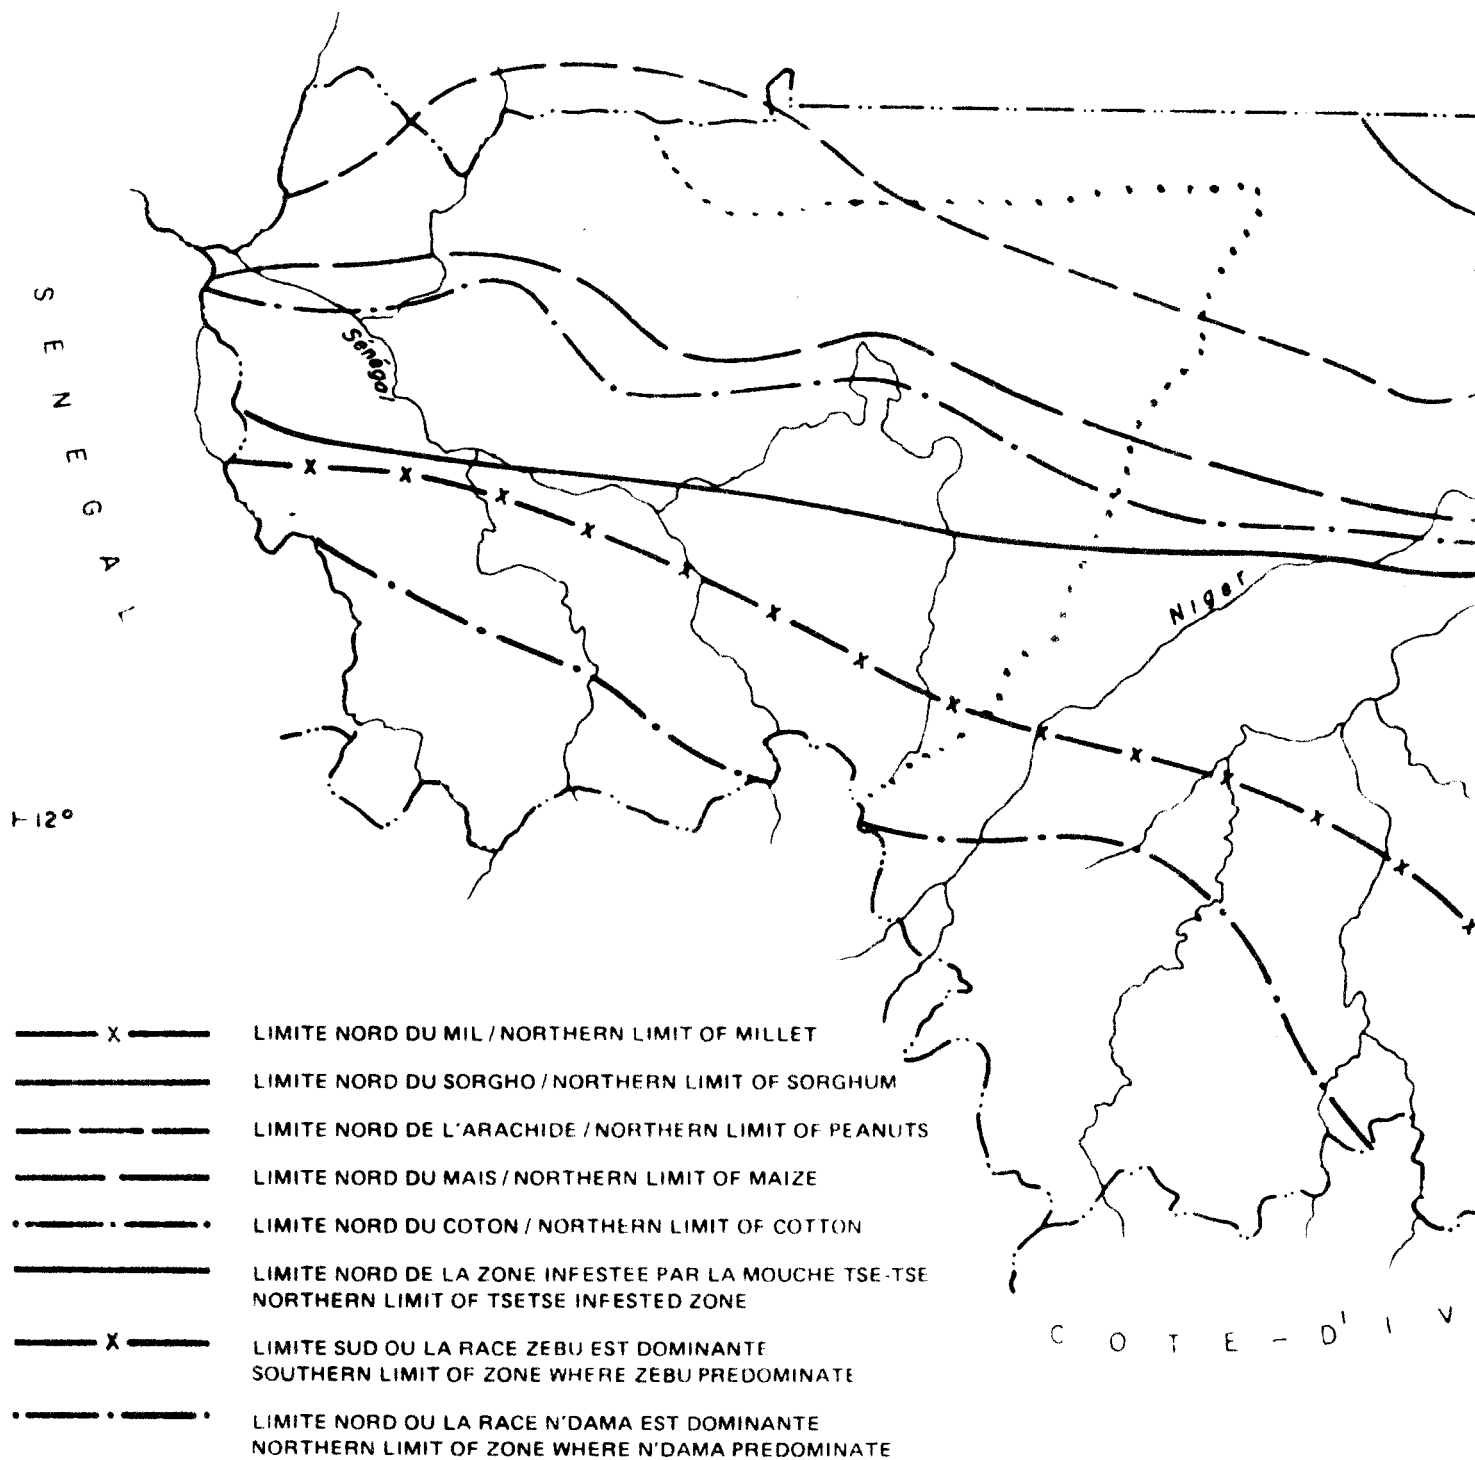 SENEGAL
Sénégal
Niger
12°
LIMITE NORD DU MIL / NORTHERN LIMIT OF MILLET
LIMITE NORD DU SORGHO / NORTHERN LIMIT OF SORGHUM
LIMITE NORD DE L'ARACHIDE / NORTHERN LIMIT OF PEANUTS
LIMITE NORD DU MAIS / NORTHERN LIMIT OF MAIZE
LIMITE NORD DU COTON / NORTHERN LIMIT OF COTTON
LIMITE NORD DE LA ZONE INFESTEE PAR LA MOUCHE TSE-TSE
NORTHERN LIMIT OF TSETSE INFESTED ZONE
LIMITE SUD OU LA RACE ZEBU EST DOMINANTE
SOUTHERN LIMIT OF ZONE WHERE ZEBU PREDOMINATE
LIMITE NORD OU LA RACE N'DAMA EST DOMINANTE
NORTHERN LIMIT OF ZONE WHERE N'DAMA PREDOMINATE
COTE-D'IV